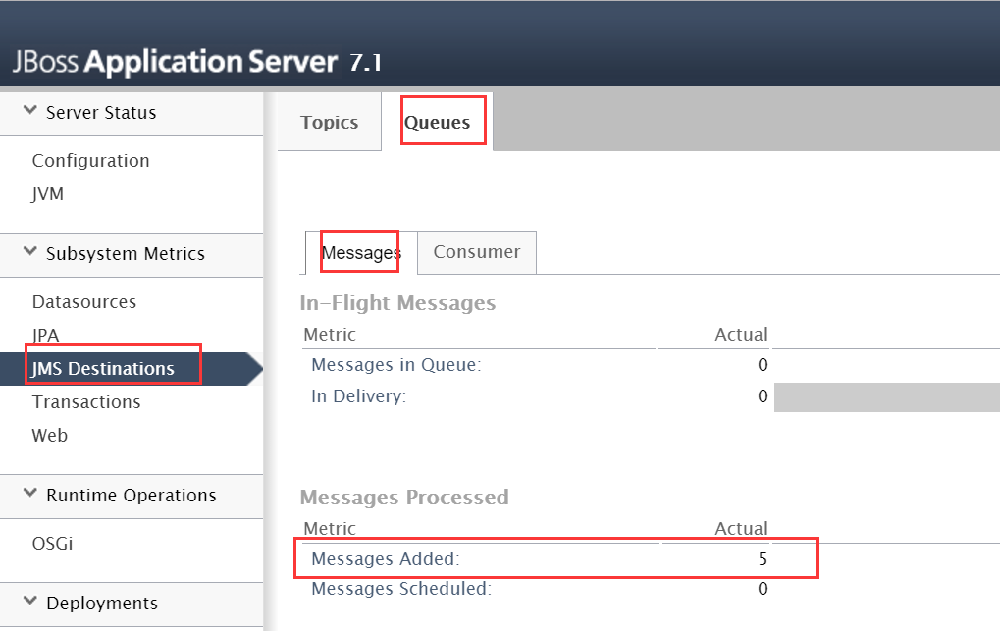 JBoss Application Server 7.1
Server Status
Configuration
JVM
Subsystem Metrics
Datasources
JPA
JMS Destinations
Transactions
Web
Runtime Operations
OSGi
Deployments
Topics
Queues
Messages
Consumer
In-Flight Messages
Metric Actual
Messages in Queue: 0
In Delivery: 0
Messages Processed
Metric Actual
Messages Added: 5
Messages Scheduled: 0